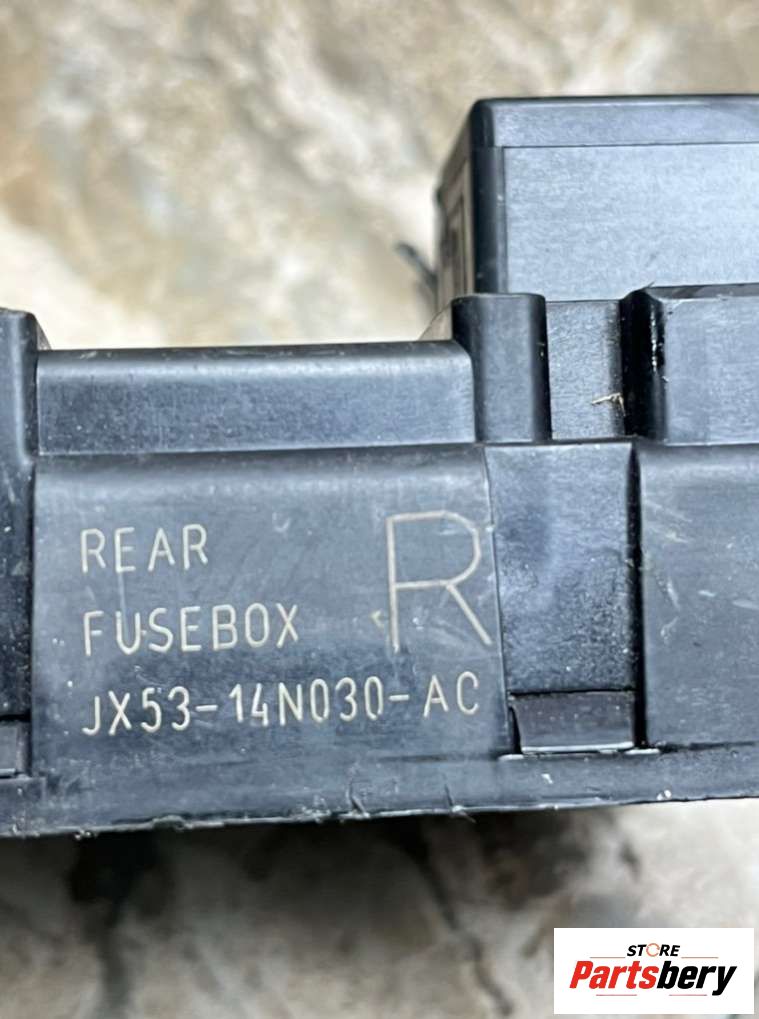 REAR
FUSEBOX
R
JX53-14N030-AC
STORE
Partsbery